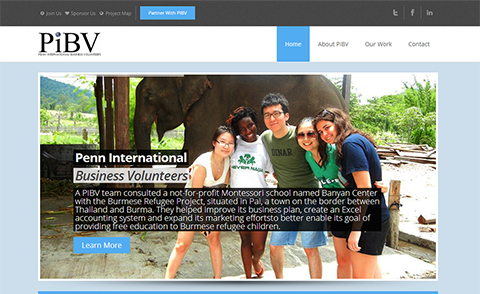 Join Us Sponsor Us Project Map Partner With PIBV
PiBV
PENN INTERNATIONAL BUSINESS VOLUNTEERS
Home About PiBV Our Work Contact
Penn International
Business Volunteers
A PiBV team consulted a not-for-profit Montessori school named Banyan Center
with the Burmese Refugee Project, situated in Pai, a town on the border between
Thailand and Burma. They helped improve its business plan, create an Excel
accounting system and expand its marketing effortsto better enable its goal of
providing free education to Burmese refugee children.
Learn More